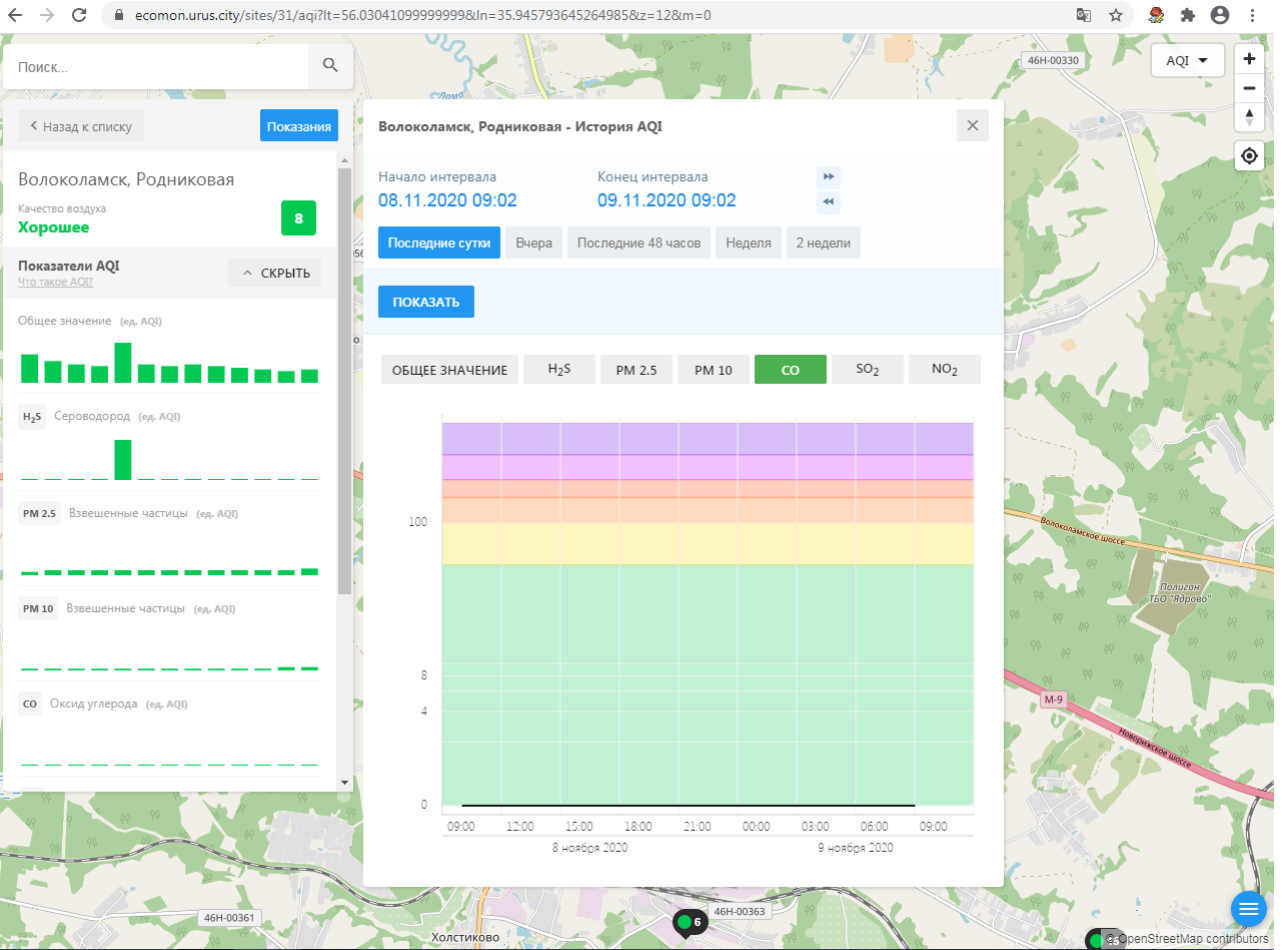 ecomon.urus.city/sites/31/aqi?lt=56.03041099999999&ln=35.945793645264985&z=12&m=0
Поиск...
46Н-00330
AQI
Назад к списку
Показания
Волоколамск, Родниковая
Качество воздуха
Хорошее
8
Показатели AQI
Что такое AQI?
СКРЫТЬ
Общее значение (ед. AQI)
H2S Сероводород (ед. AQI)
PM 2.5 Взвешенные частицы (ед. AQI)
PM 10 Взвешенные частицы (ед. AQI)
CO Оксид углерода (ед. AQI)
Волоколамск, Родниковая - История AQI
Начало интервала
08.11.2020 09:02
Конец интервала
09.11.2020 09:02
Последние сутки
Вчера
Последние 48 часов
Неделя
2 недели
ПОКАЗАТЬ
ОБЩЕЕ ЗНАЧЕНИЕ
H2S
PM 2.5
PM 10
CO
SO2
NO2
100
8
4
0
09:00 12:00 15:00 18:00 21:00 00:00 03:00 06:00 09:00
8 ноября 2020 9 ноября 2020
Волоколамское шоссе
Полигон
ТБО "Ядрово"
М-9
Новорижское шоссе
46Н-00361
46Н-00363
6
Холстиково
OpenStreetMap contributors